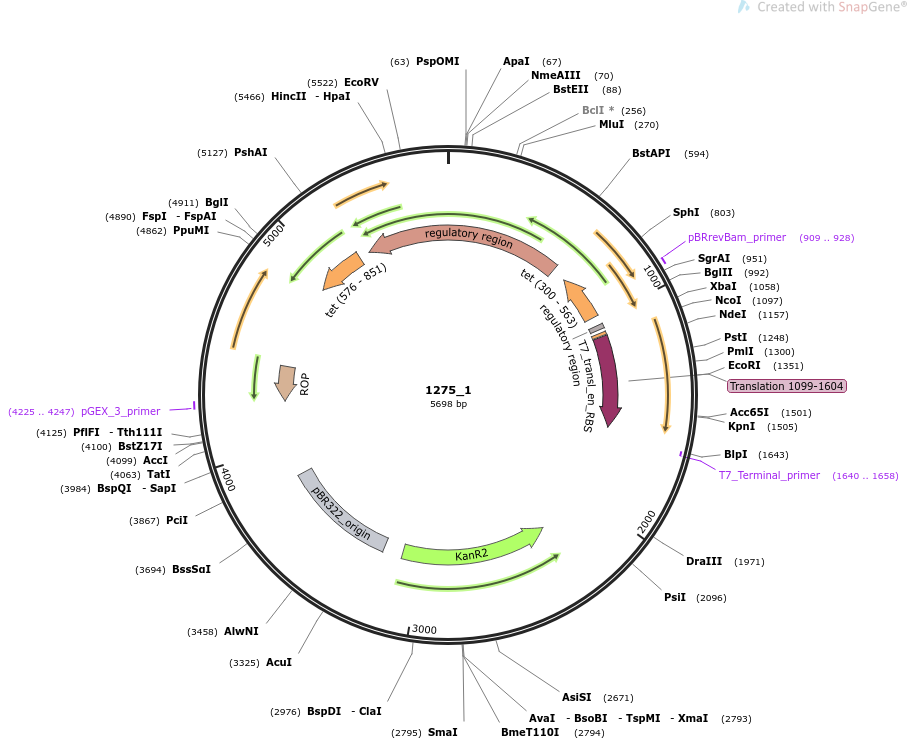 Created with SnapGene®
(63) PspOMI
ApaI (67)
NmeAIII (70)
BstEII (88)
(5522) EcoRV
(5466) HincII - HpaI
BclI * (256)
MluI (270)
(5127) PshAI
BstAPI (594)
(4911) BglI
(4890) FspI - FspAI
(4862) PpuMI
SphI (803)
pBRrevBam_primer (909 .. 928)
SgrAI (951)
BglII (992)
XbaI (1058)
NcoI (1097)
NdeI (1157)
PstI (1248)
PmlI (1300)
EcoRI (1351)
Translation 1099-1604
Acc65I (1501)
KpnI (1505)
BlpI (1643)
T7_Terminal_primer (1640 .. 1658)
5000
1000
regulatory region
tet (576 - 851)
tet (300 - 563)
regulatory region
T7_transl_en_RBS
ROP
1275_1
5698 bp
(4225 .. 4247) pGEX_3_primer
(4125) PflFI - Tth111I
(4100) BstZ17I
(4099) AccI
(4063) TatI
(3984) BspQI - SapI
(3867) PciI
(3694) BssSαI
(3458) AlwNI
(3325) AcuI
4000
pBR322_origin
KanR2
2000
3000
DraIII (1971)
PsiI (2096)
(2976) BspDI - ClaI
(2795) SmaI
AsiSI (2671)
AvaI - BsoBI - TspMI - XmaI (2793)
BmeT110I (2794)